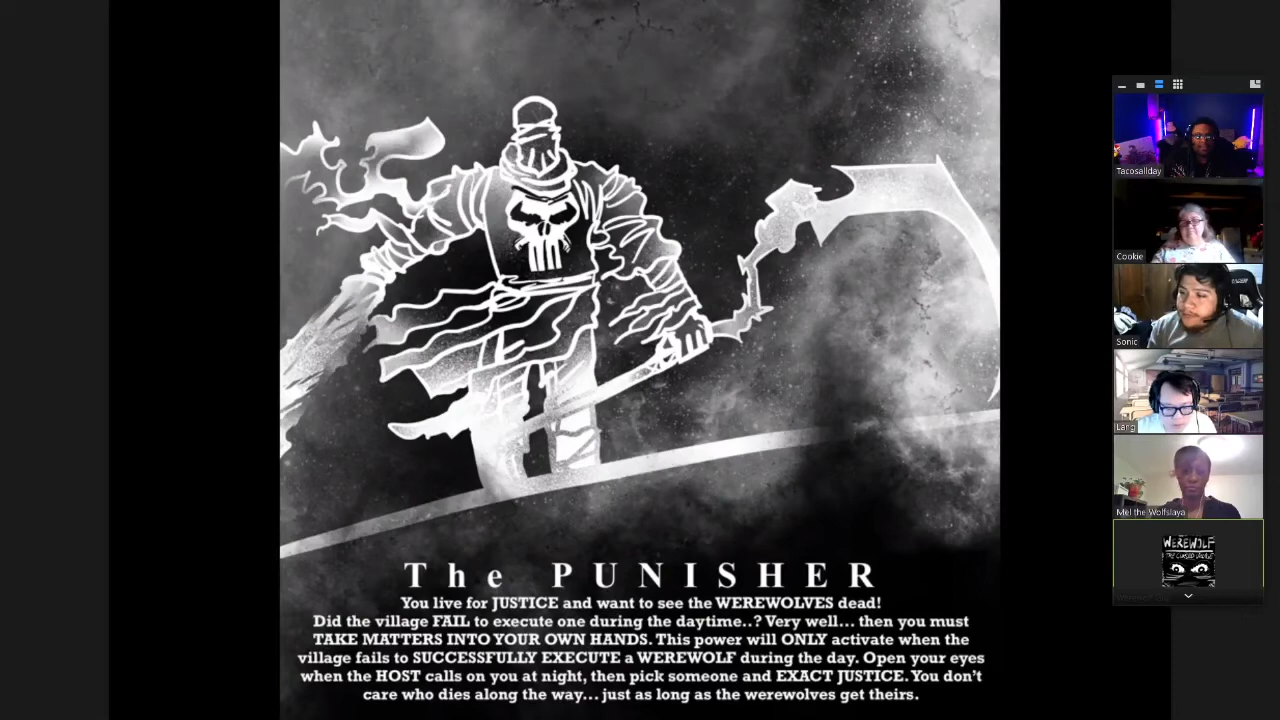 The PUNISHER
You live for JUSTICE and want to see the WEREWOLVES dead!
Did the village FAIL to execute one during the daytime..? Very well... then you must
TAKE MATTERS INTO YOUR OWN HANDS. This power will ONLY activate when the
village fails to SUCCESSFULLY EXECUTE a WEREWOLF during the day. Open your eyes
when the HOST calls on you at night, then pick someone and EXACT JUSTICE. You don't
care who dies along the way... just as long as the werewolves get theirs.
Tacosallday
Cookie
Sonic
Lang
Mel the Wolfslaya
WEREWOLF
THE CURSED VILLAGE